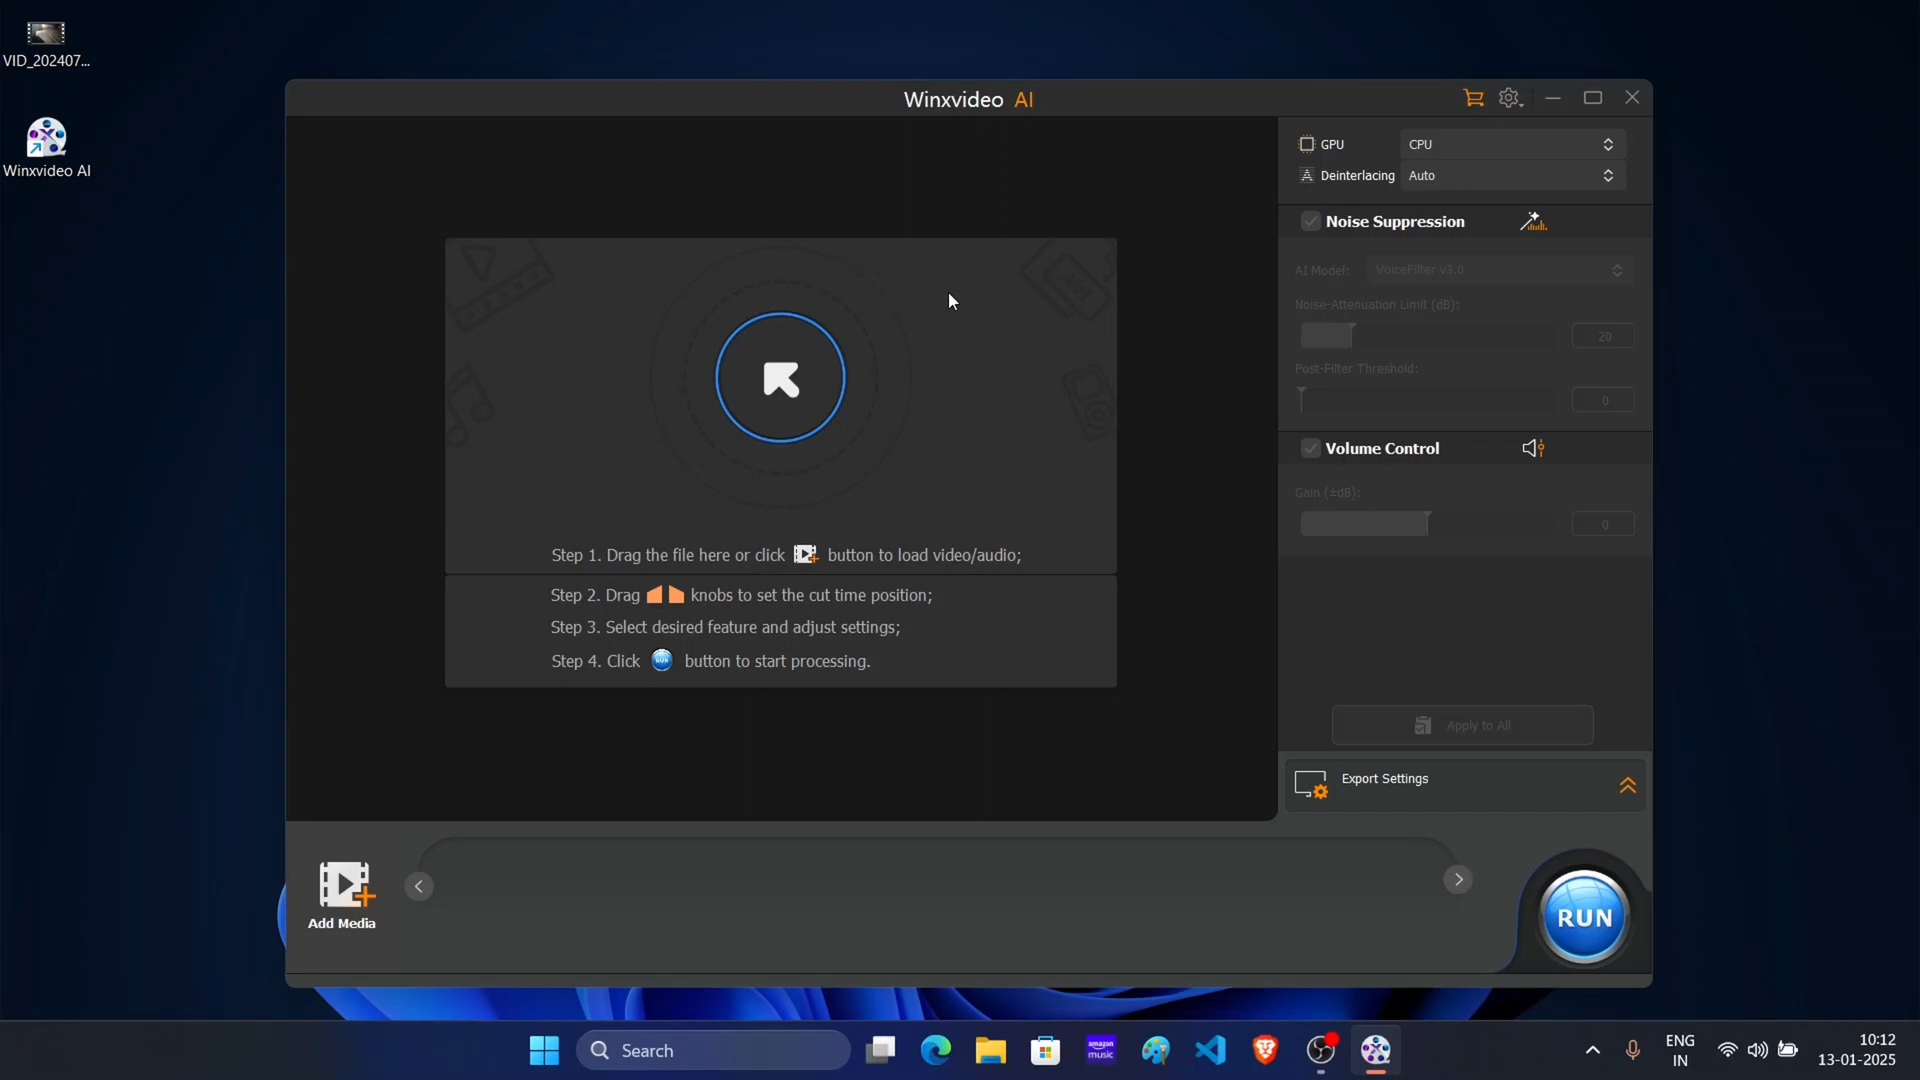 VID_202407...
Winxvideo AI
Winxvideo AI
GPU
CPU
Deinterlacing
Auto
Noise Suppression
AI Model:
VoiceFilter v3.0
Noise-Attenuation Limit (dB):
20
Post-Filter Threshold:
0
Volume Control
Gain (±dB):
0
Step 1. Drag the file here or click button to load video/audio;
Step 2. Drag knobs to set the cut time position;
Step 3. Select desired feature and adjust settings;
Step 4. Click RUN button to start processing.
Apply to All
Export Settings
Add Media
RUN
Search
amazon music
ENG
IN
10:12
13-01-2025